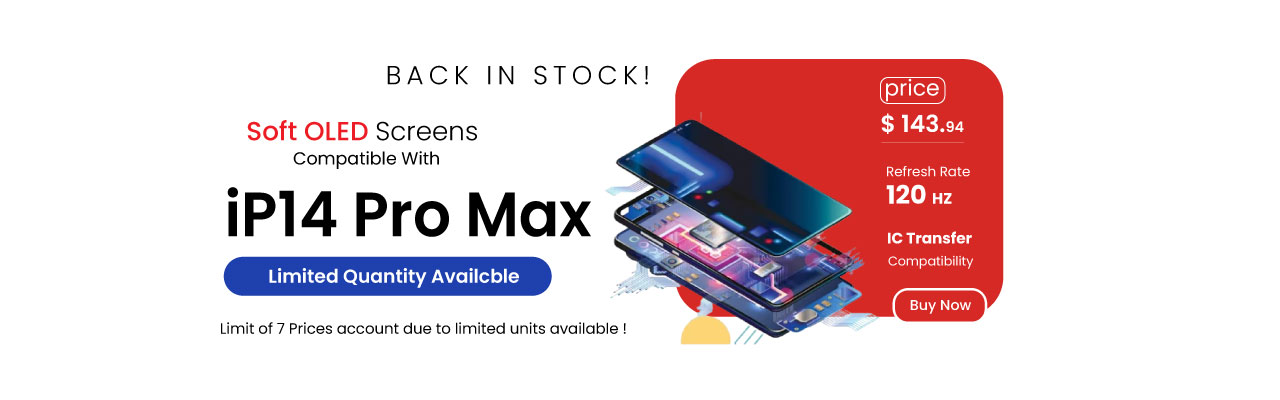 BACK IN STOCK!
Soft OLED Screens
Compatible With
iP14 Pro Max
Limited Quantity Availcble
Limit of 7 Prices account due to limited units available !
price
$ 143.94
Refresh Rate
120 HZ
IC Transfer
Compatibility
Buy Now